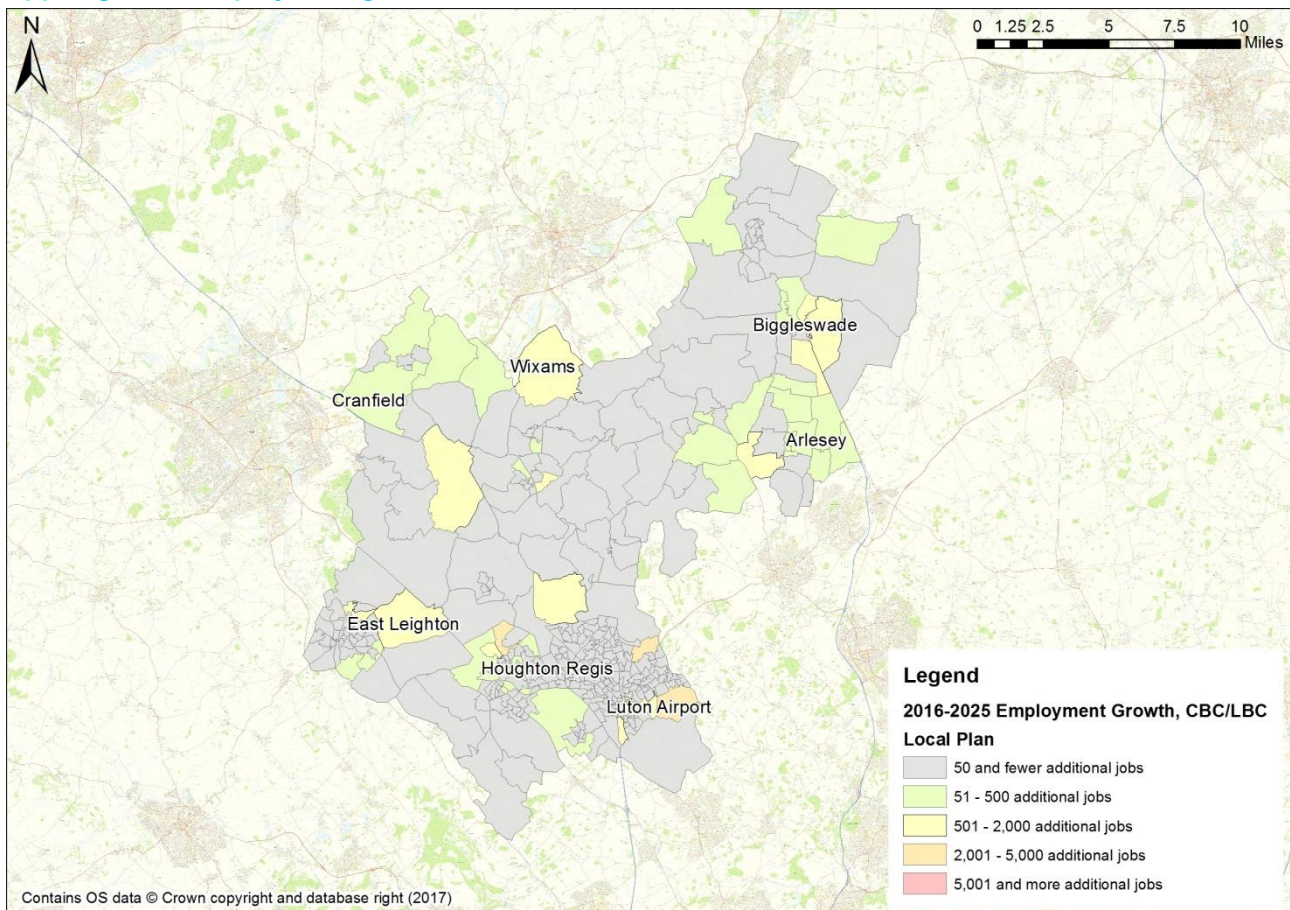 N
0 1.25 2.5 5 7.5 10
Miles
Biggleswade
Wixams
Cranfield
Arlesey
East Leighton
Houghton Regis
Luton Airport
Legend
2016-2025 Employment Growth, CBC/LBC
Local Plan
50 and fewer additional jobs
51 - 500 additional jobs
501 - 2,000 additional jobs
2,001 - 5,000 additional jobs
5,001 and more additional jobs
Contains OS data © Crown copyright and database right (2017)